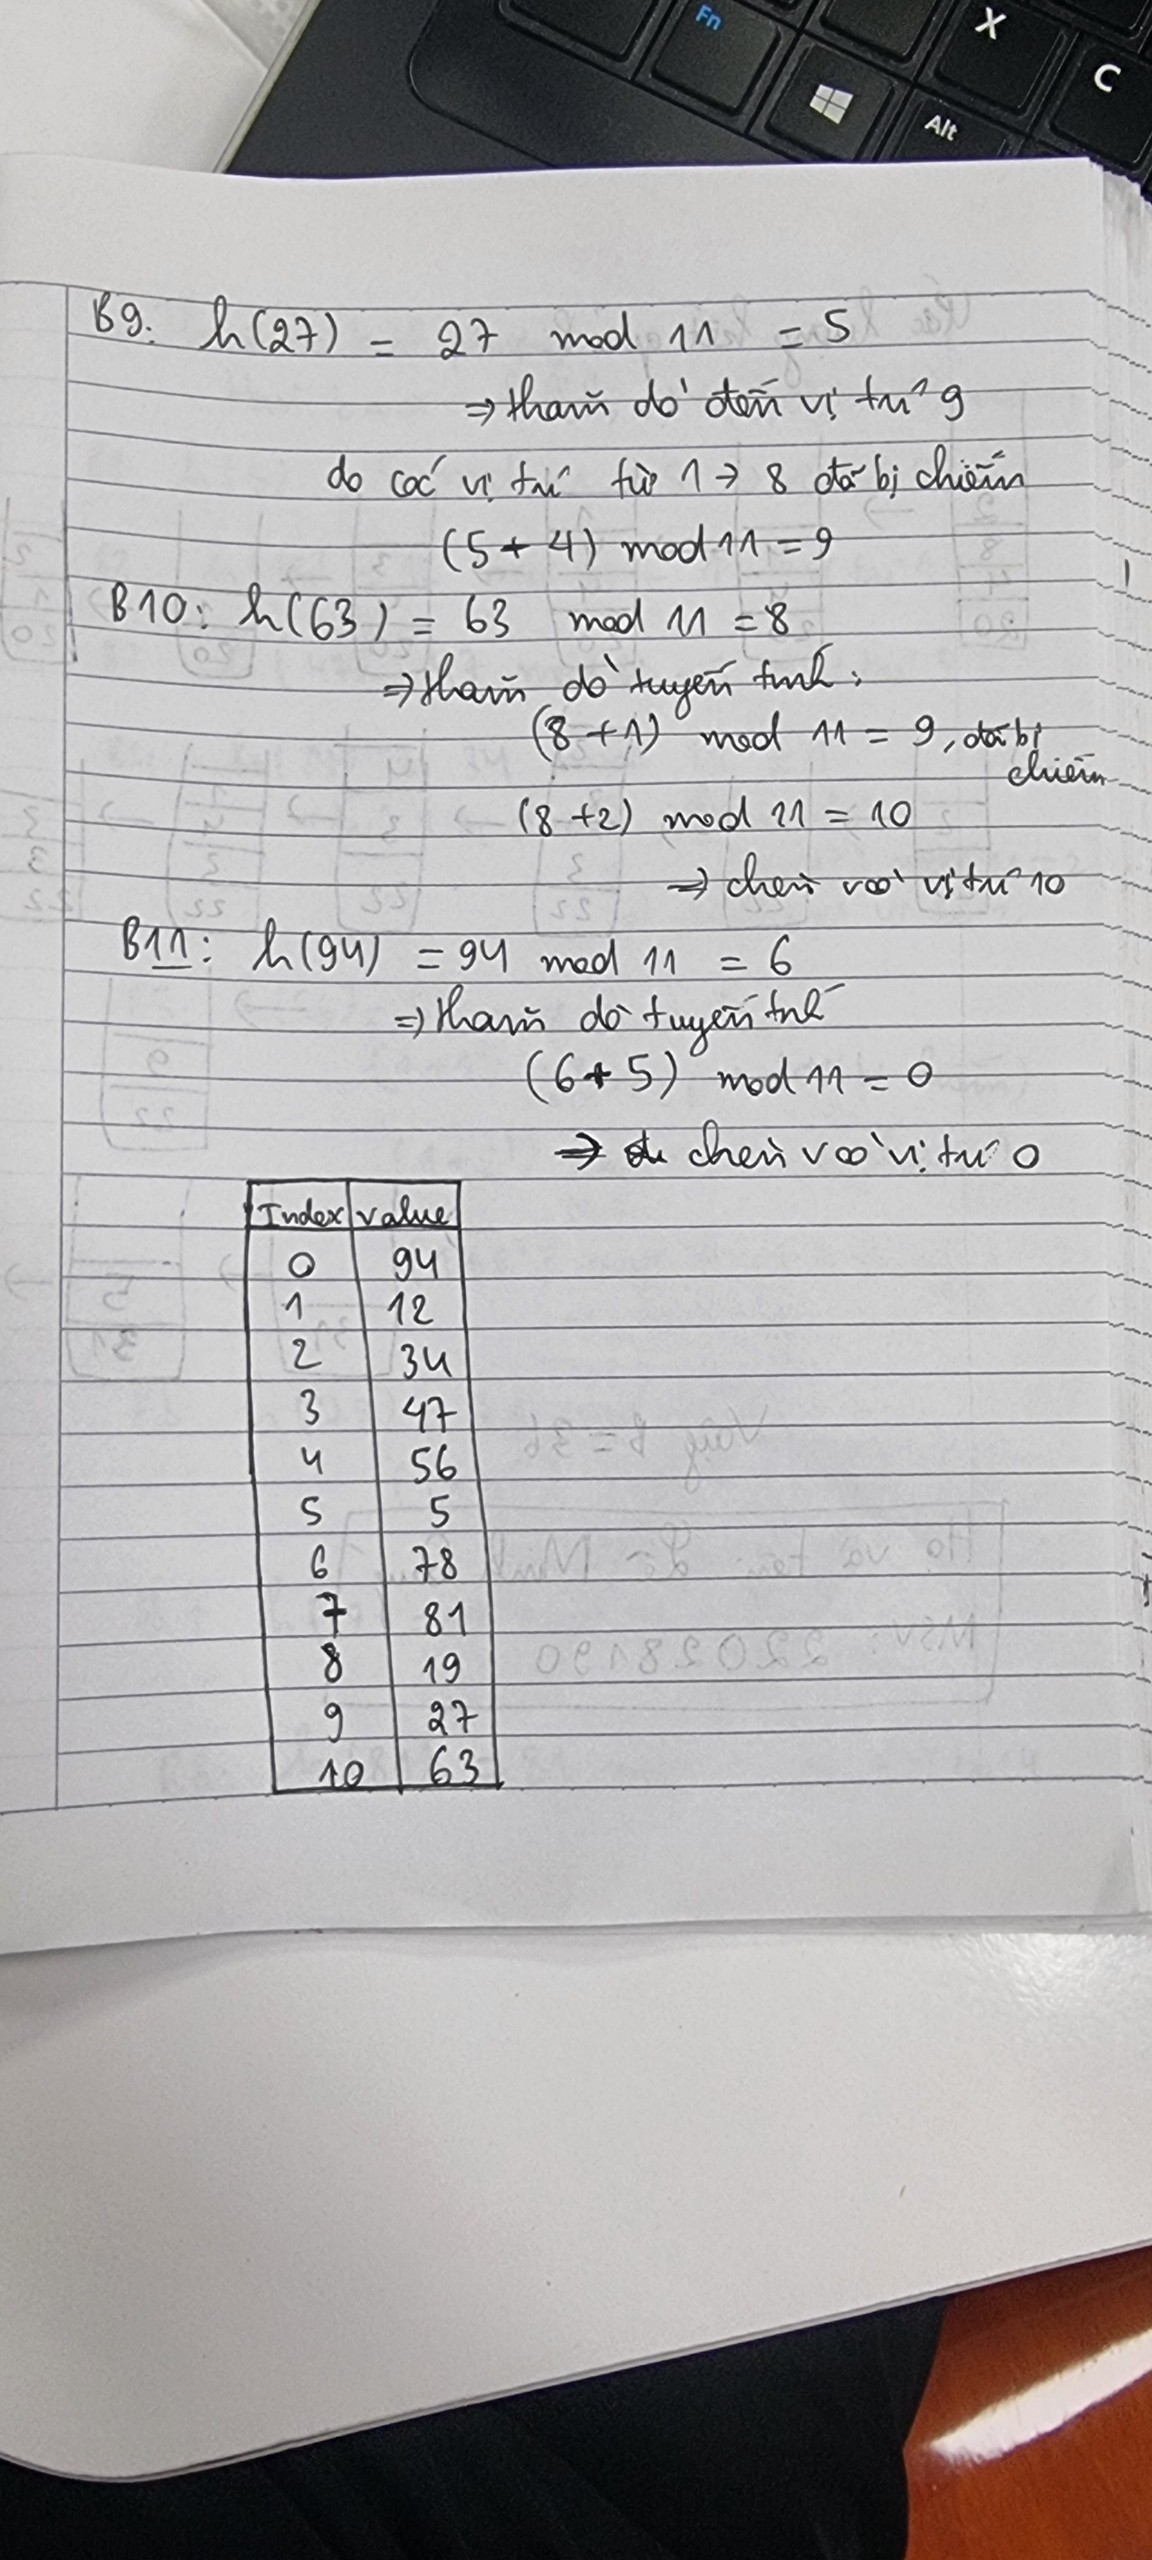 Fn
X
C
Alt
B9. h(27) = 27 mod 11 = 5
⇒ thăm dò đến vị trí 9
do các vị trí từ 1 → 8 đã bị chiếm
(5 + 4) mod 11 = 9
B10: h(63) = 63 mod 11 = 8
⇒ thăm dò tuyến tính:
(8 + 1) mod 11 = 9, đã bị
chiếm
(8 + 2) mod 11 = 10
⇒ chèn vào vị trí 10
B11: h(94) = 94 mod 11 = 6
⇒ thăm dò tuyến tính
(6 + 5) mod 11 = 0
⇒ chèn vào vị trí 0
Index value
0 94
1 12
2 34
3 47
4 56
5 5
6 78
7 81
8 19
9 27
10 63